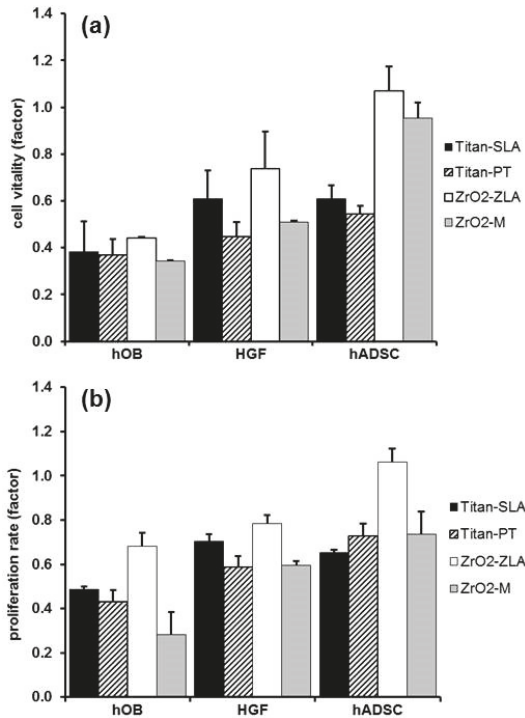 (a)
cell vitality (factor)
1.4
1.2
1.0
0.8
0.6
0.4
0.2
0.0
hOB HGF hADSC
Titan-SLA
Titan-PT
ZrO2-ZLA
ZrO2-M
(b)
proliferation rate (factor)
1.4
1.2
1.0
0.8
0.6
0.4
0.2
0.0
hOB HGF hADSC
Titan-SLA
Titan-PT
ZrO2-ZLA
ZrO2-M